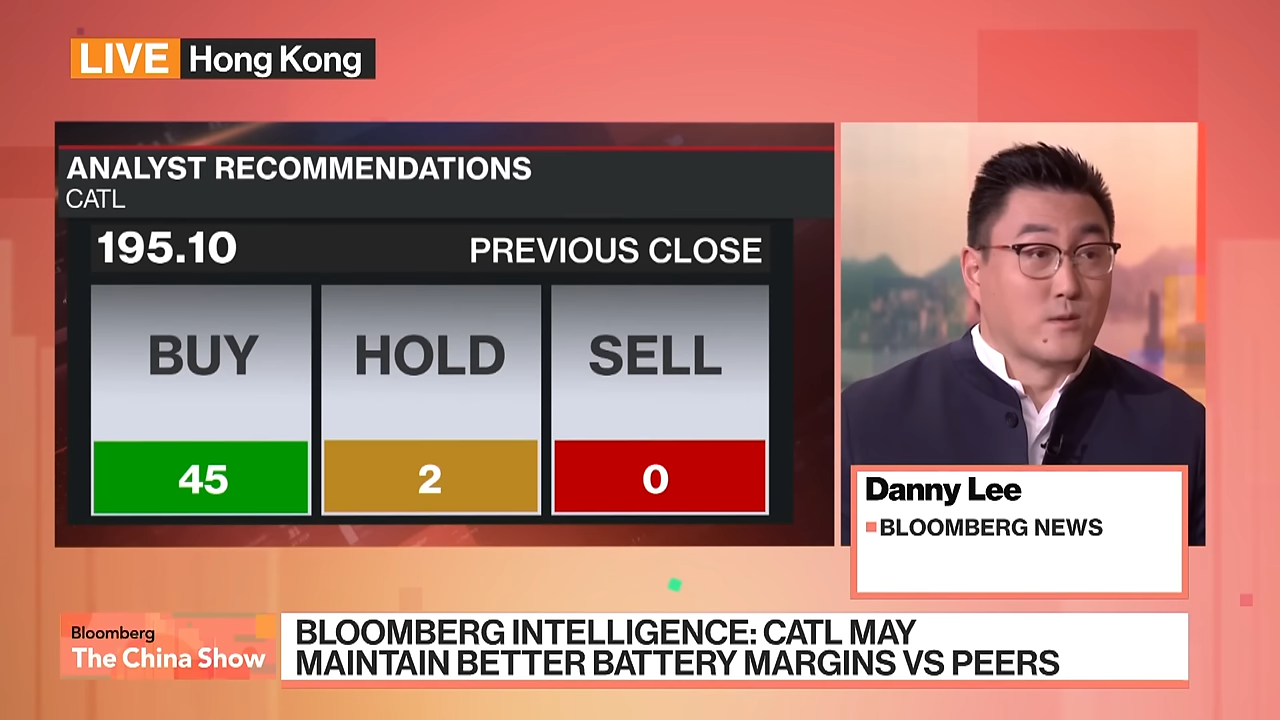 LIVE Hong Kong
ANALYST RECOMMENDATIONS
CATL
195.10 PREVIOUS CLOSE
BUY HOLD SELL
45 2 0
Danny Lee
BLOOMBERG NEWS
Bloomberg
The China Show
BLOOMBERG INTELLIGENCE: CATL MAY
MAINTAIN BETTER BATTERY MARGINS VS PEERS